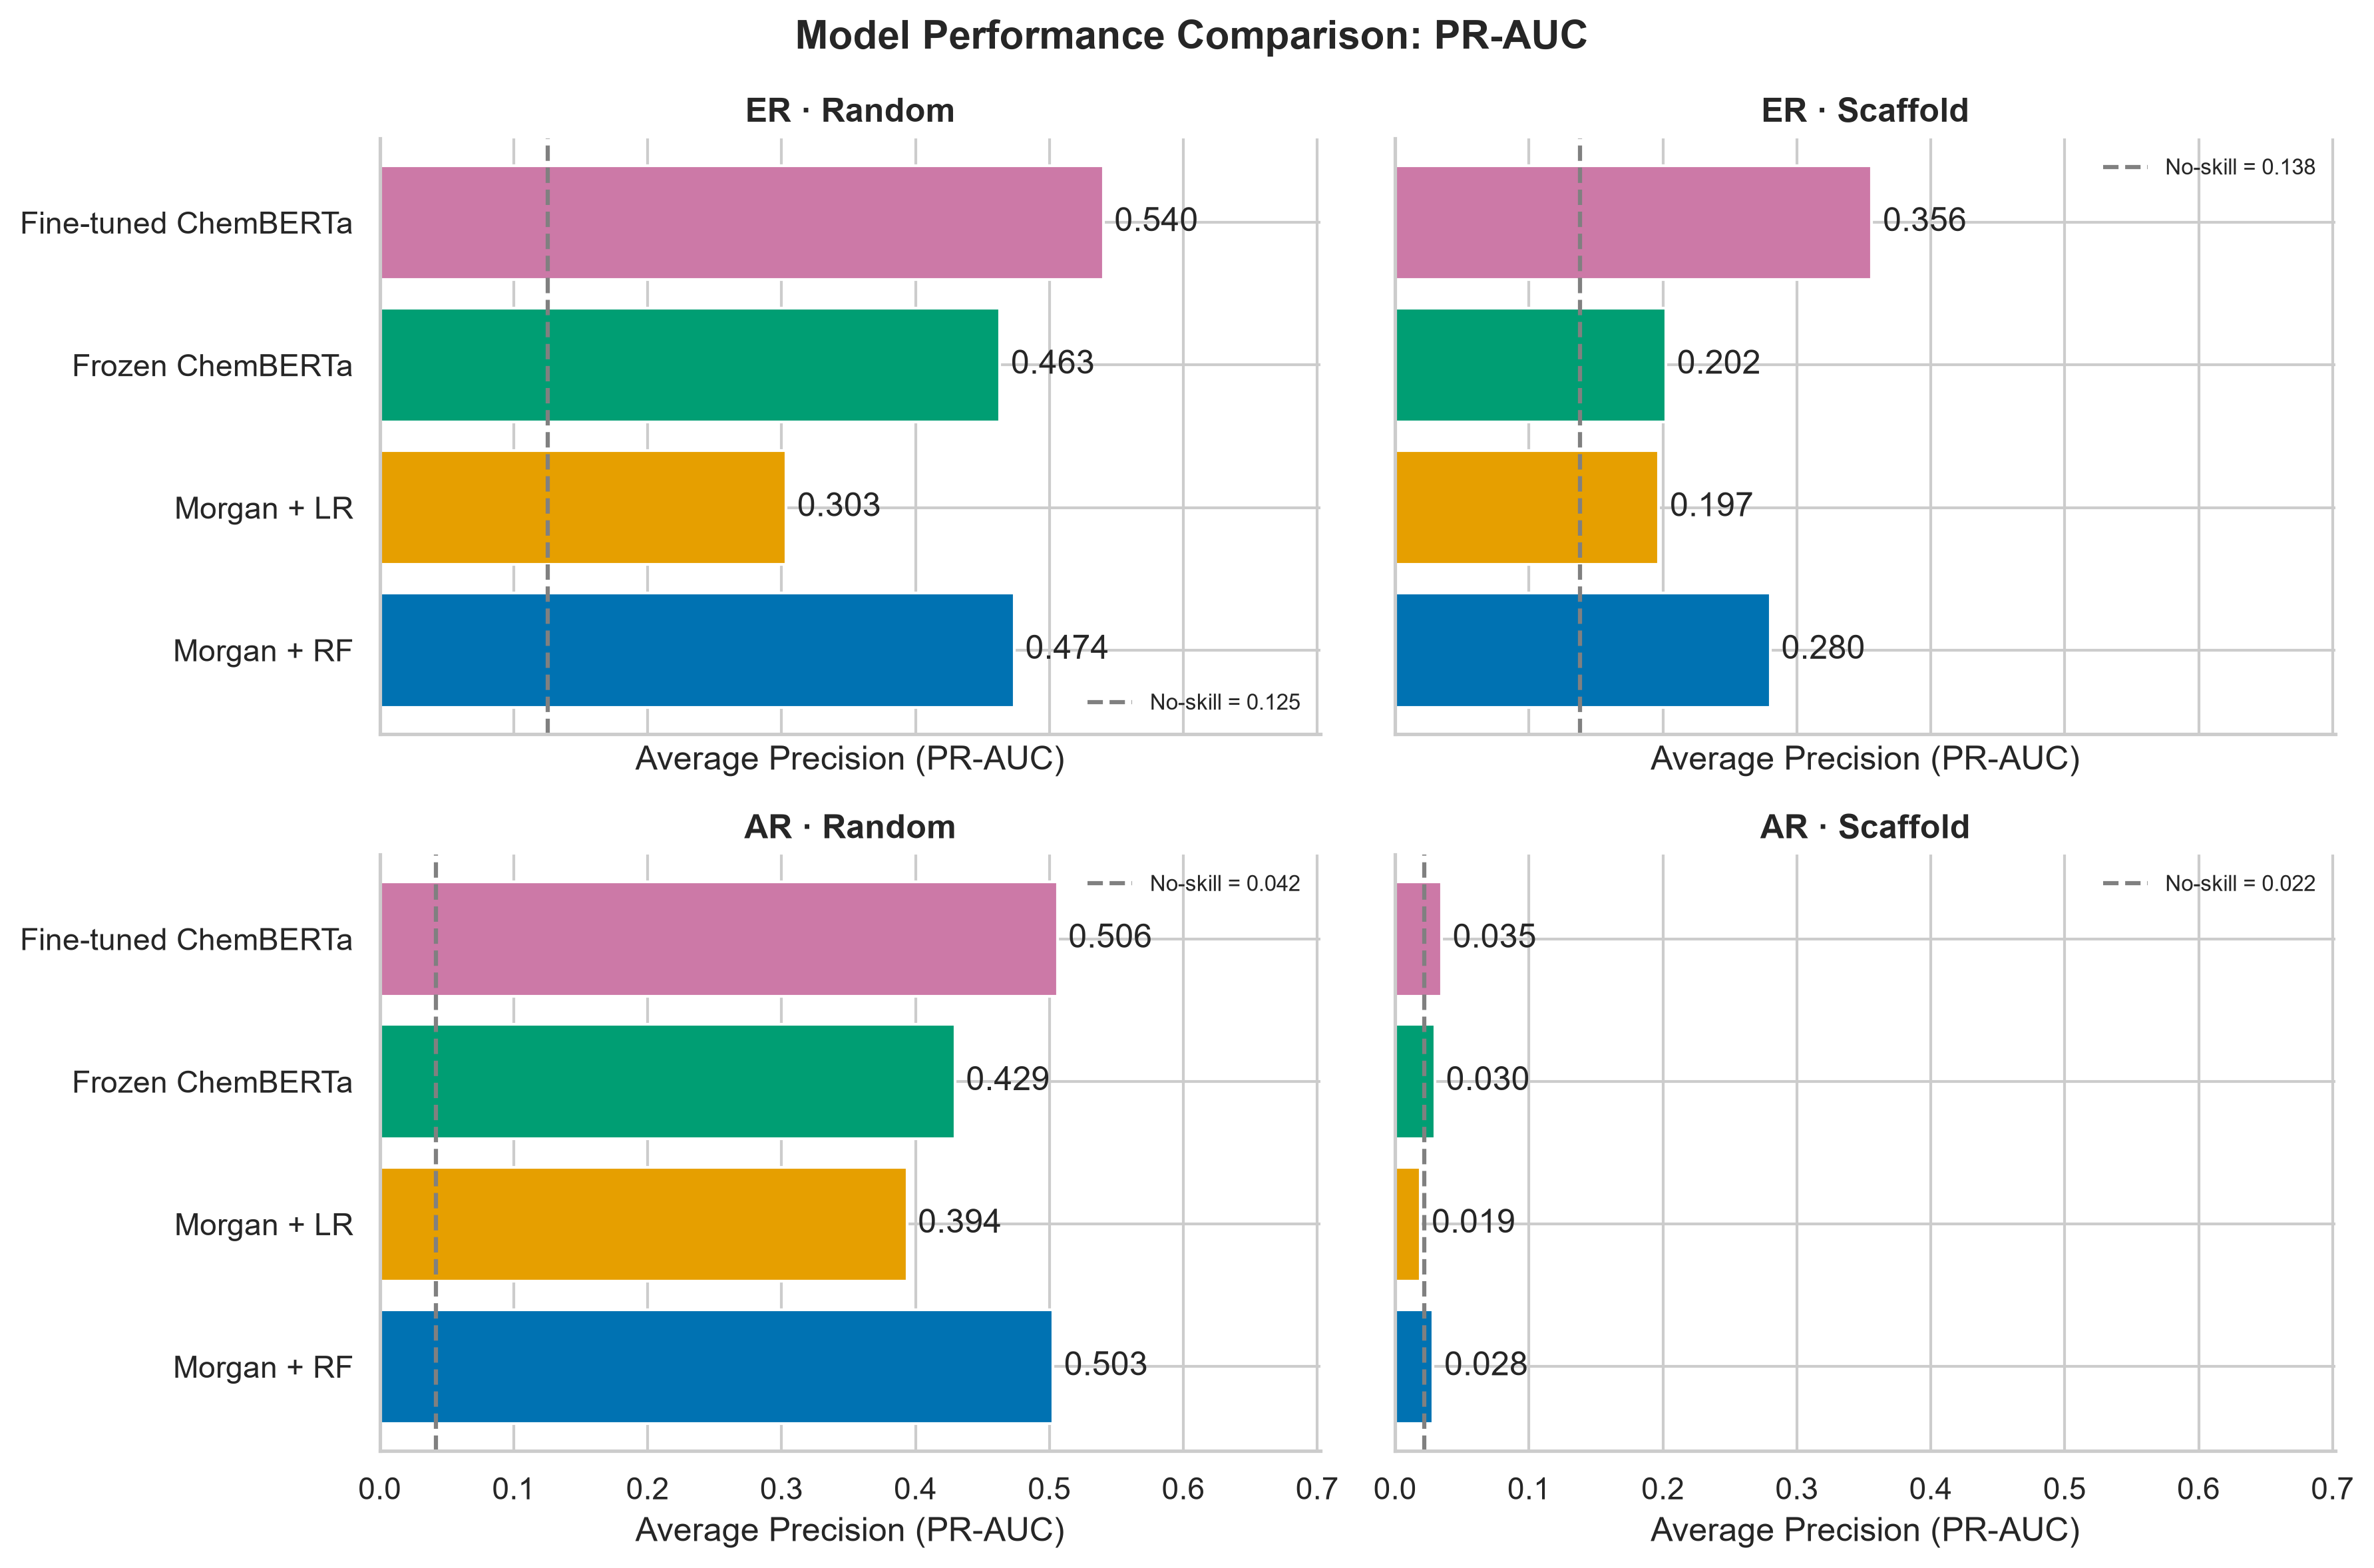 Model Performance Comparison: PR-AUC
ER · Random
Fine-tuned ChemBERTa
0.540
Frozen ChemBERTa
0.463
Morgan + LR
0.303
Morgan + RF
0.474
No-skill = 0.125
Average Precision (PR-AUC)
ER · Scaffold
No-skill = 0.138
0.356
0.202
0.197
0.280
Average Precision (PR-AUC)
AR · Random
No-skill = 0.042
Fine-tuned ChemBERTa
0.506
Frozen ChemBERTa
0.429
Morgan + LR
0.394
Morgan + RF
0.503
0.0 0.1 0.2 0.3 0.4 0.5 0.6 0.7
Average Precision (PR-AUC)
AR · Scaffold
No-skill = 0.022
0.035
0.030
0.019
0.028
0.0 0.1 0.2 0.3 0.4 0.5 0.6 0.7
Average Precision (PR-AUC)